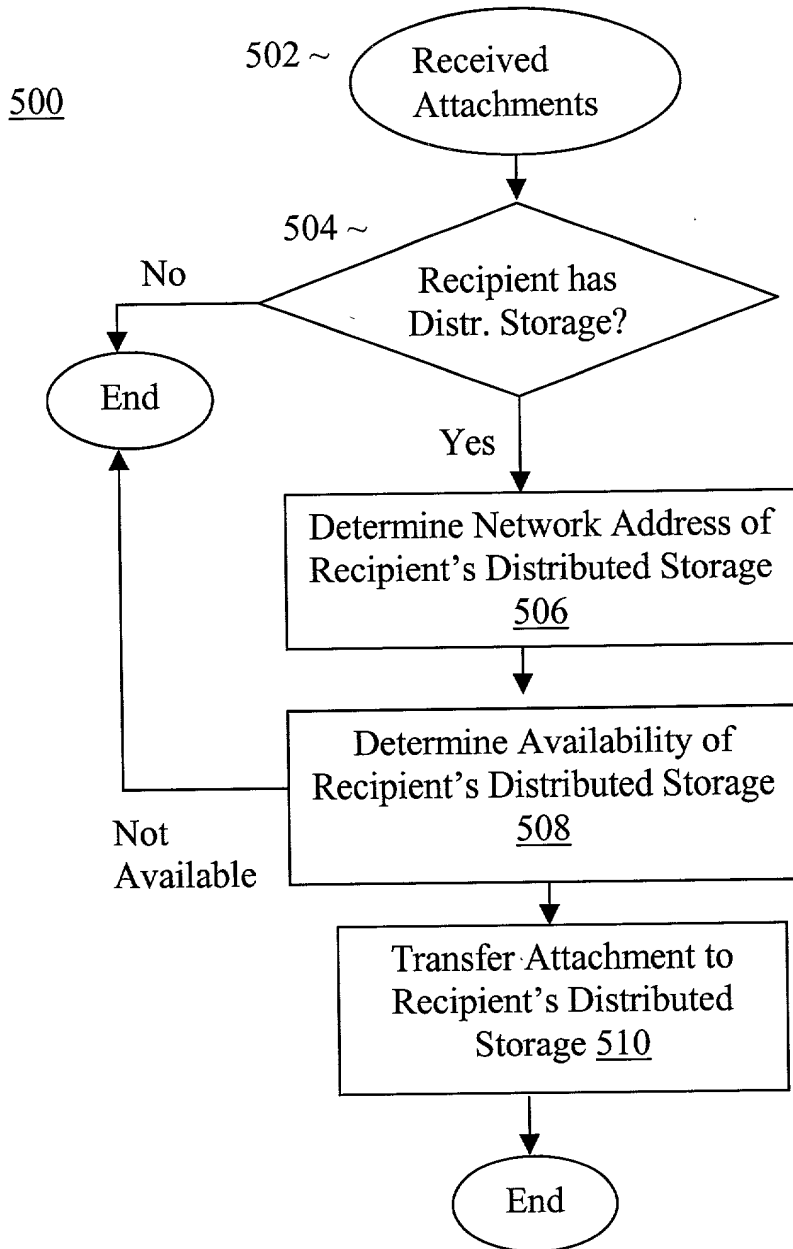 502 ~
Received
Attachments
500
504 ~
No
Recipient has
Distr. Storage?
End
Yes
Determine Network Address of
Recipient's Distributed Storage
506
Determine Availability of
Recipient's Distributed Storage
508
Not
Available
Transfer Attachment to
Recipient's Distributed
Storage 510
End